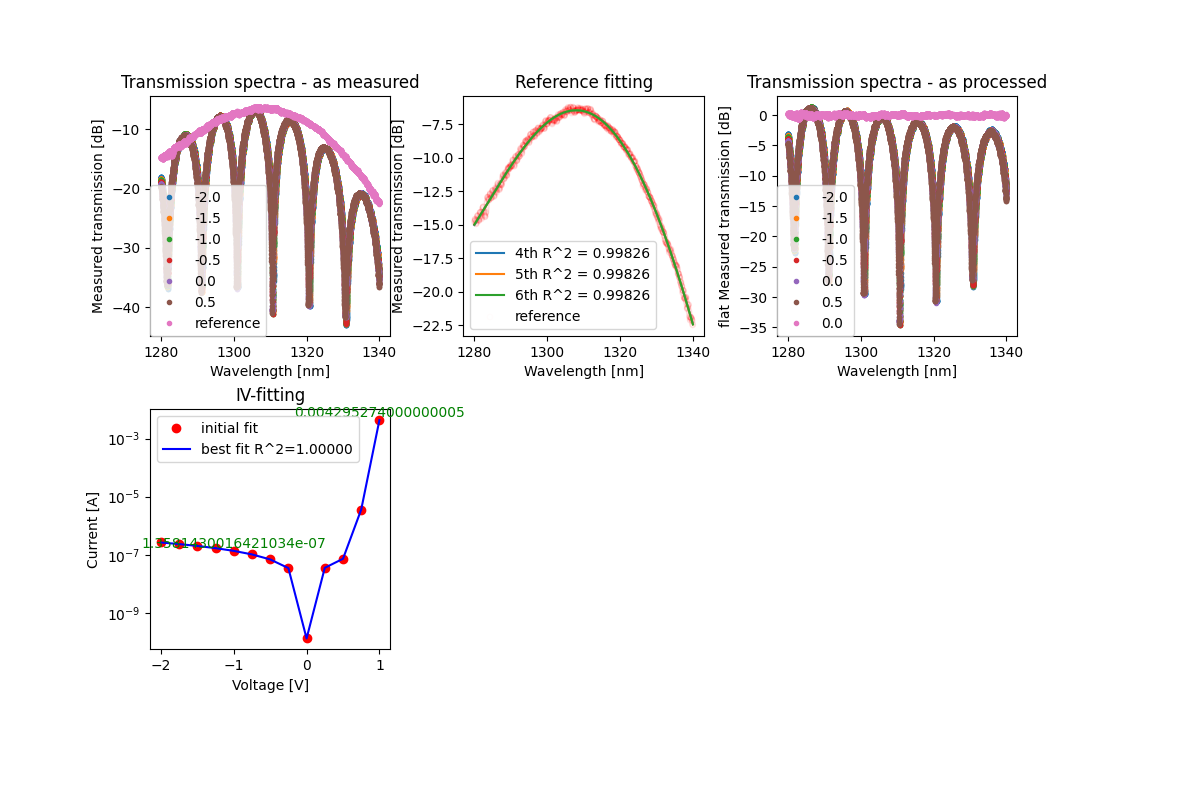 Transmission spectra - as measured
Measured transmission [dB]
−10
−20
−30
−40
-2.0
-1.5
-1.0
-0.5
0.0
0.5
reference
1280
1300
1320
1340
Wavelength [nm]
Reference fitting
Measured transmission [dB]
−7.5
−10.0
−12.5
−15.0
−17.5
−20.0
−22.5
4th R^2 = 0.99826
5th R^2 = 0.99826
6th R^2 = 0.99826
reference
1280
1300
1320
1340
Wavelength [nm]
Transmission spectra - as processed
flat Measured transmission [dB]
0
−5
−10
−15
−20
−25
−30
−35
-2.0
-1.5
-1.0
-0.5
0.0
0.5
0.0
1280
1300
1320
1340
Wavelength [nm]
IV-fitting
0.004295274000000005
initial fit
best fit R^2=1.00000
Current [A]
10−3
10−5
10−7
10−9
−2
−1
0
1
Voltage [V]